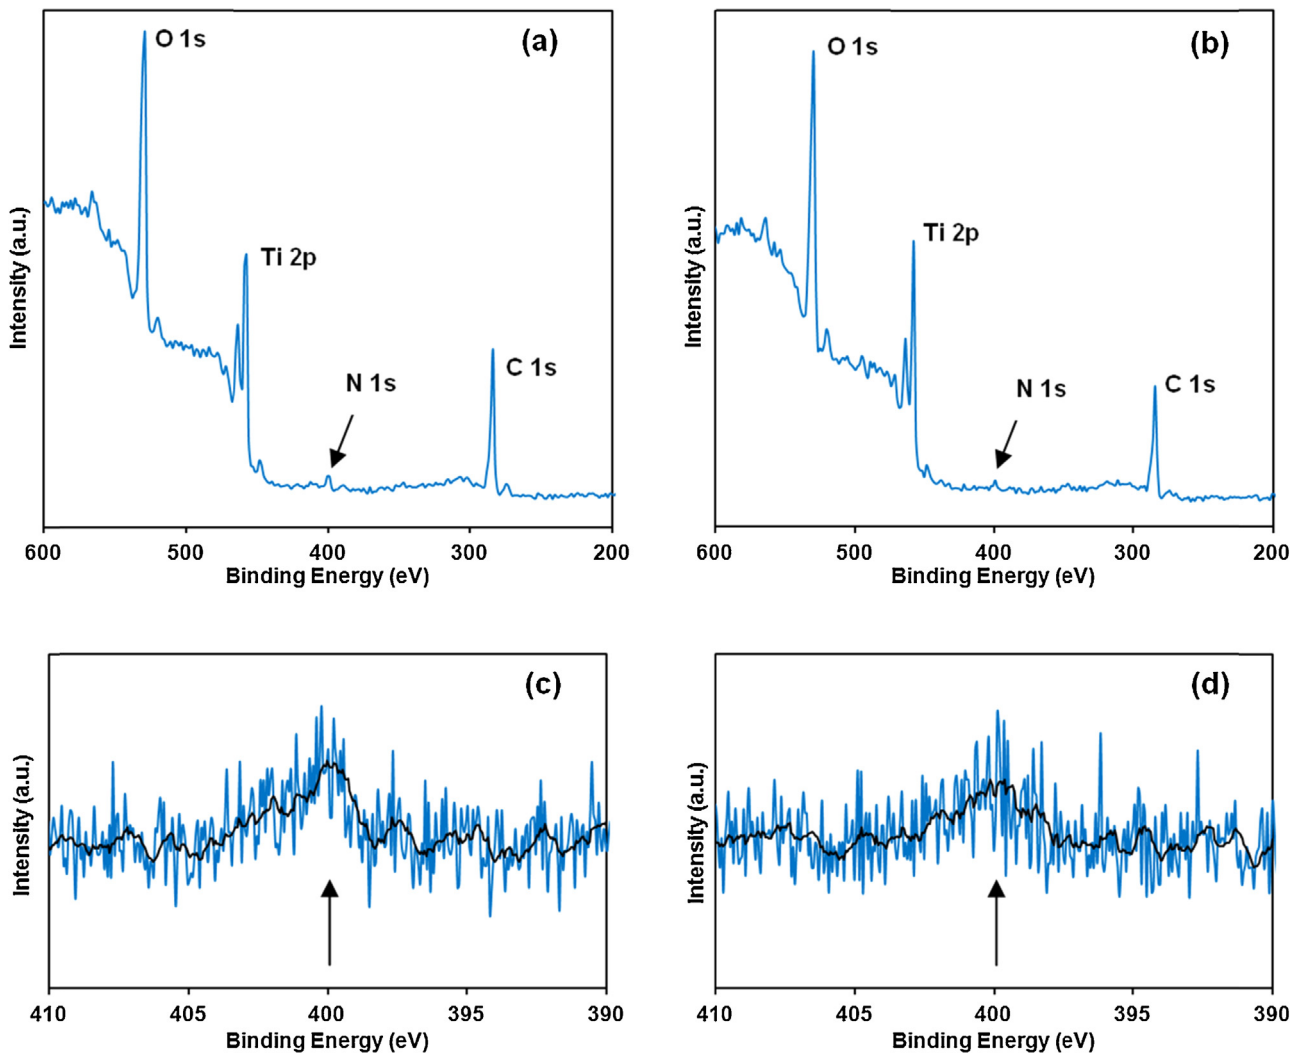 (a)
O 1s
Ti 2p
N 1s
C 1s
Intensity (a.u.)
600 500 400 300 200
Binding Energy (eV)
(b)
O 1s
Ti 2p
N 1s
C 1s
Intensity (a.u.)
600 500 400 300 200
Binding Energy (eV)
(c)
Intensity (a.u.)
410 405 400 395 390
Binding Energy (eV)
(d)
Intensity (a.u.)
410 405 400 395 390
Binding Energy (eV)